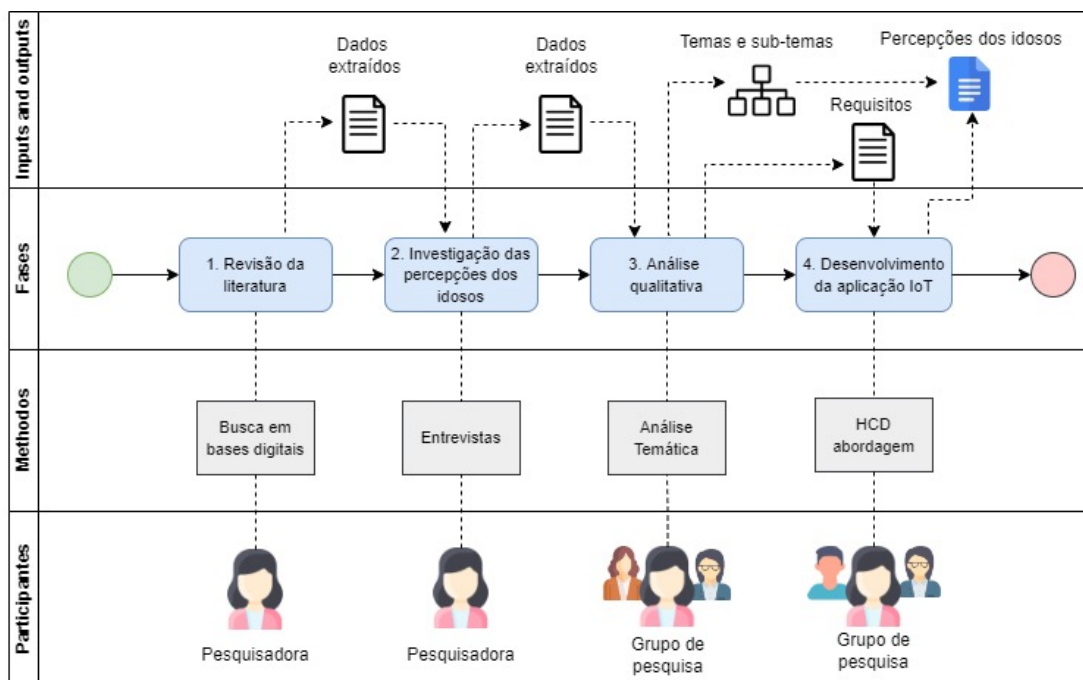 Inputs and outputs
Dados
extraídos
Dados
extraídos
Temas e sub-temas
Percepções dos idosos
Requisitos
Fases
1. Revisão da
literatura
2. Investigação das
percepções dos
idosos
3. Análise
qualitativa
4. Desenvolvimento
da aplicação IoT
Methodos
Busca em
bases digitais
Entrevistas
Análise
Temática
HCD
abordagem
Participantes
Pesquisadora
Pesquisadora
Grupo de
pesquisa
Grupo de
pesquisa